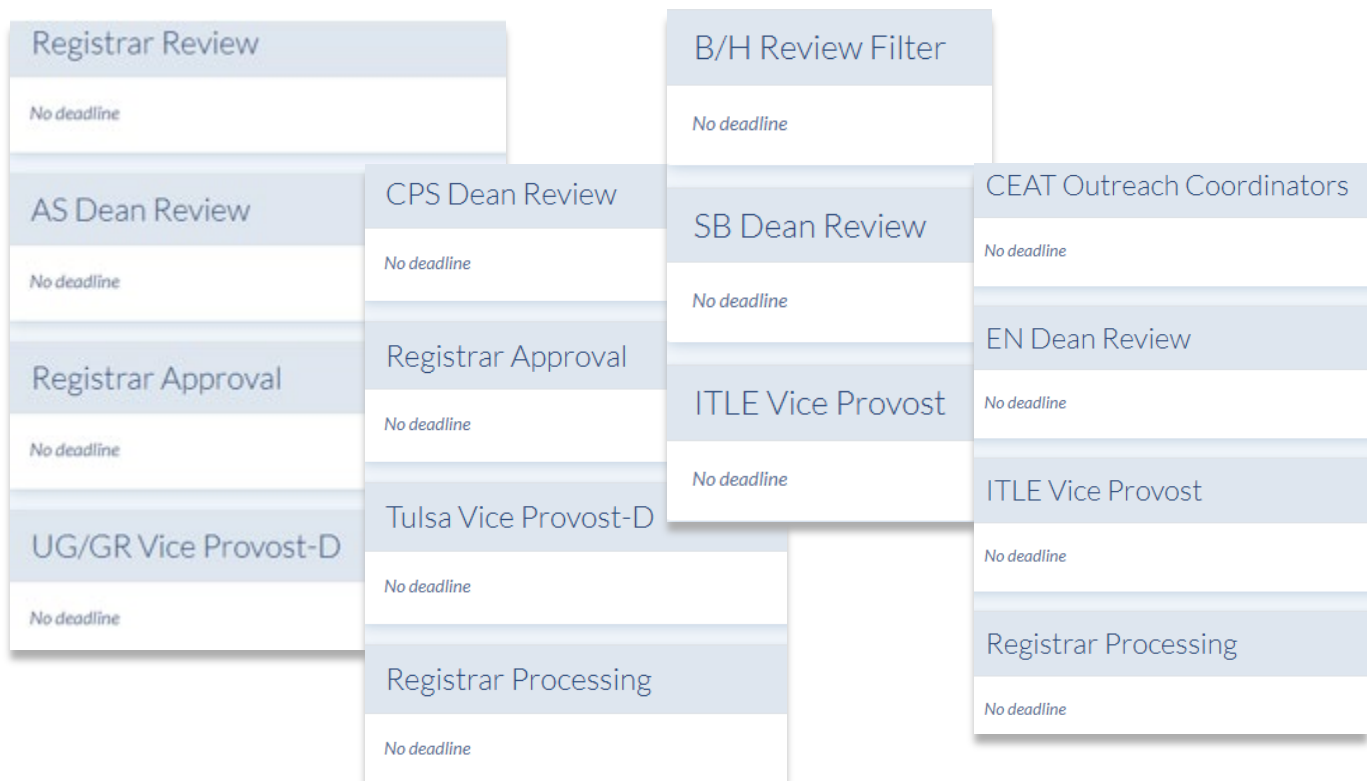 Registrar Review
No deadline
AS Dean Review
No deadline
Registrar Approval
No deadline
UG/GR Vice Provost-D
No deadline
CPS Dean Review
No deadline
Registrar Approval
No deadline
Tulsa Vice Provost-D
No deadline
Registrar Processing
No deadline
B/H Review Filter
No deadline
SB Dean Review
No deadline
ITLE Vice Provost
No deadline
CEAT Outreach Coordinators
No deadline
EN Dean Review
No deadline
ITLE Vice Provost
No deadline
Registrar Processing
No deadline